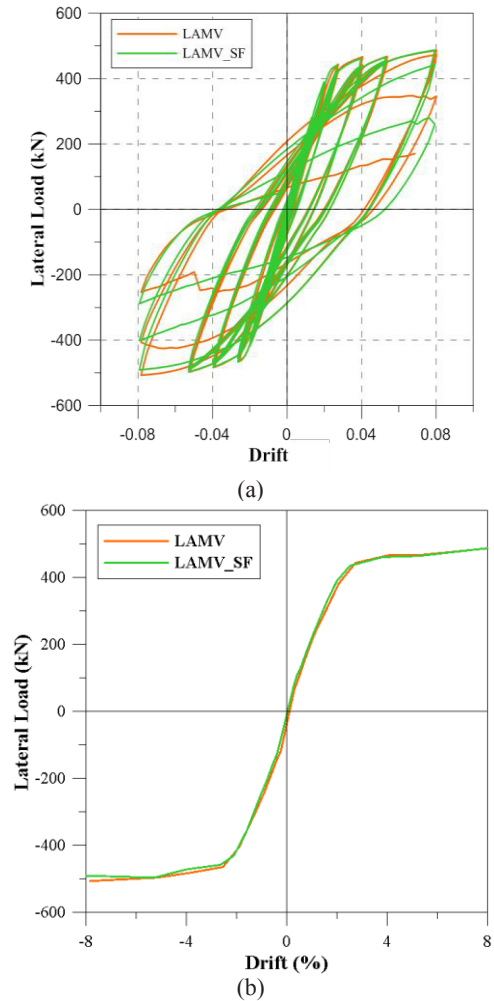 600
LAMV
LAMV_SF
400
200
0
-200
-400
-600
Lateral Load (kN)
-0.08 -0.04 0 0.04 0.08
Drift
(a)
600
LAMV
LAMV_SF
400
200
0
-200
-400
-600
Lateral Load (kN)
-8 -4 0 4 8
Drift (%)
(b)